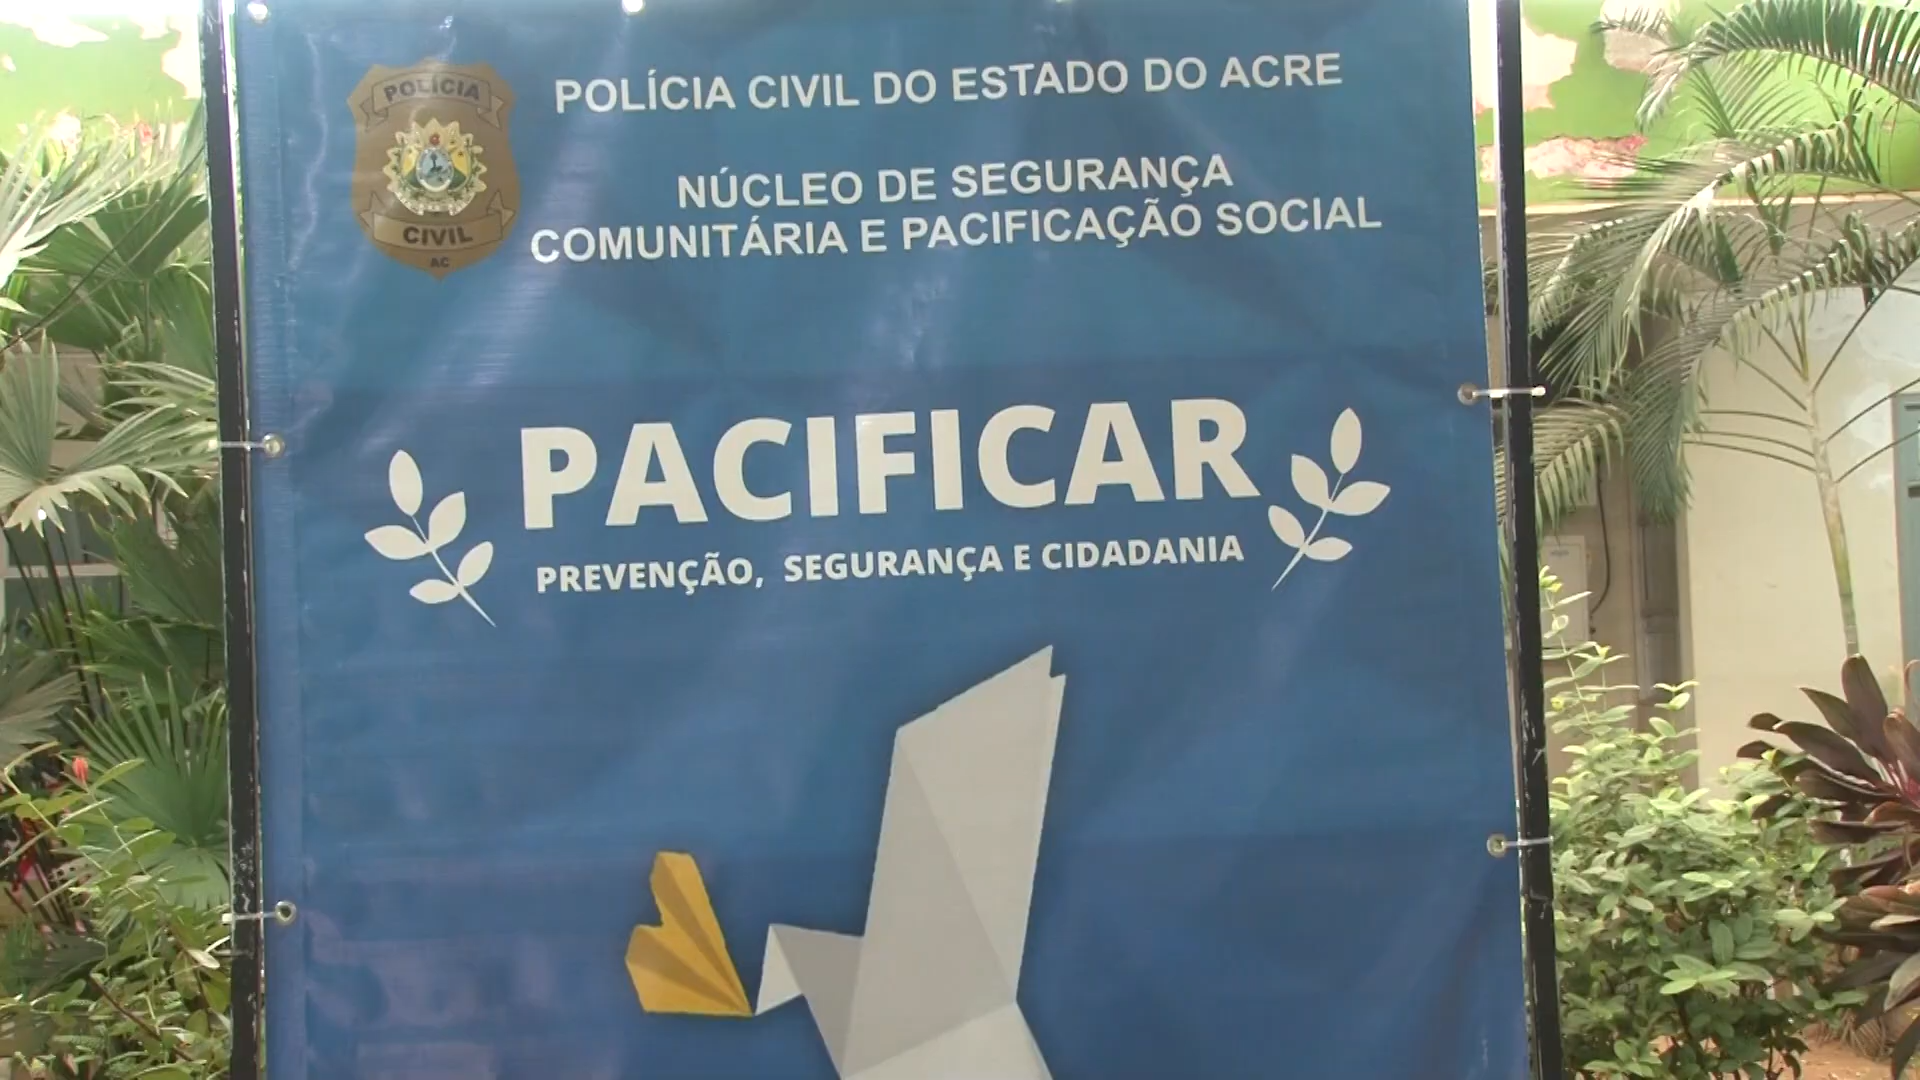 POLÍCIA
CIVIL
AC
POLÍCIA CIVIL DO ESTADO DO ACRE
NÚCLEO DE SEGURANÇA
COMUNITÁRIA E PACIFICAÇÃO SOCIAL
PACIFICAR
PREVENÇÃO, SEGURANÇA E CIDADANIA